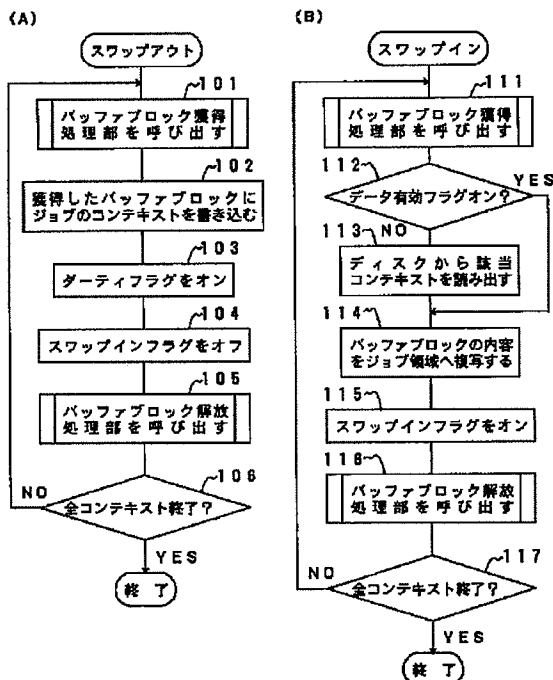 (A)
スワップアウト
101
バッファブロック獲得
処理部を呼び出す
102
獲得したバッファブロックに
ジョブのコンテキストを書き込む
103
ダーティフラグをオン
104
スワップインフラグをオフ
105
バッファブロック解放
処理部を呼び出す
106
NO
全コンテキスト終了?
YES
終了
(B)
スワップイン
111
バッファブロック獲得
処理部を呼び出す
112
YES
データ有効フラグオン?
113
NO
ディスクから該当
コンテキストを読み出す
114
バッファブロックの内容
をジョブ領域へ複写する
115
スワップインフラグをオン
116
バッファブロック解放
処理部を呼び出す
117
NO
全コンテキスト終了?
YES
終了